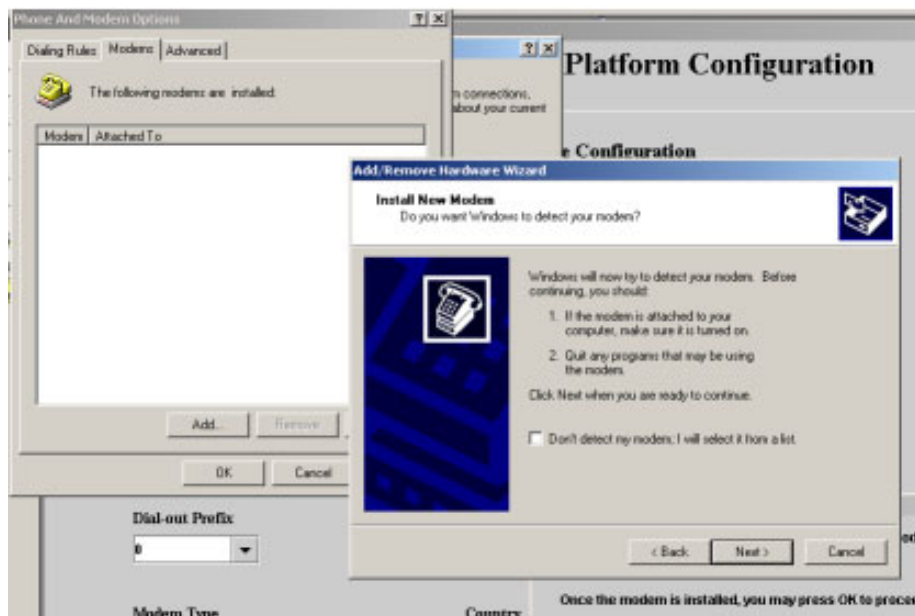 Phone And Modem Options
Dialing Rules Modems Advanced
The following modems are installed:
Modem Attached To
Add... Remove
OK Cancel
n connections.
about your current
Platform Configuration
e Configuration
Add/Remove Hardware Wizard
Install New Modem
Do you want Windows to detect your modem?
Windows will now try to detect your modem. Before
continuing, you should:
1. If the modem is attached to your
computer, make sure it is turned on.
2. Quit any programs that may be using
the modem.
Click Next when you are ready to continue.
Don't detect my modem; I will select it from a list.
< Back Next > Cancel
Dial-out Prefix
0
Modem Type Country
Once the modem is installed, you may press OK to procee